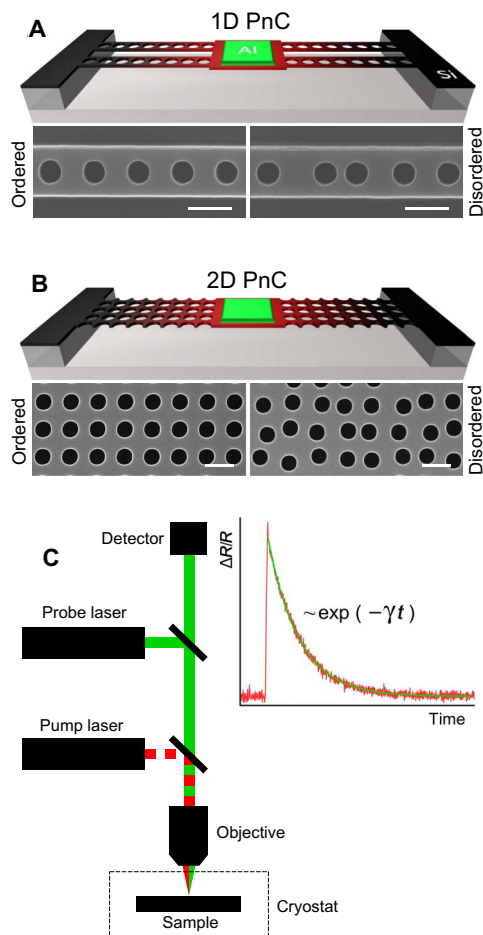 A
1D PnC
Al
Si
Ordered
Disordered
B
2D PnC
Ordered
Disordered
C
Detector
Probe laser
Pump laser
Objective
Cryostat
Sample
ΔR/R
~exp (−γt)
Time